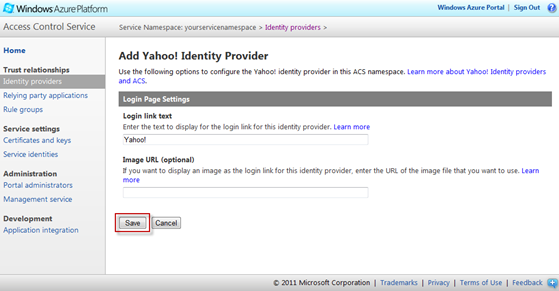 Windows Azure Platform
Windows Azure Portal | Sign Out
Access Control Service
Service Namespace: yourservicenamespace > Identity providers >
Home
Trust relationships
Identity providers
Relying party applications
Rule groups
Service settings
Certificates and keys
Service identities
Administration
Portal administrators
Management service
Development
Application integration
Add Yahoo! Identity Provider
Use the following options to configure the Yahoo! identity provider in this ACS namespace. Learn more about Yahoo! Identity providers
and ACS.
Login Page Settings
Login link text
Enter the text to display for the login link for this identity provider. Learn more
Yahoo!
Image URL (optional)
If you want to display an image as the login link for this identity provider, enter the URL of the image file that you want to use. Learn
more
Save Cancel
© 2011 Microsoft Corporation | Trademarks | Privacy | Terms of Use | Feedback